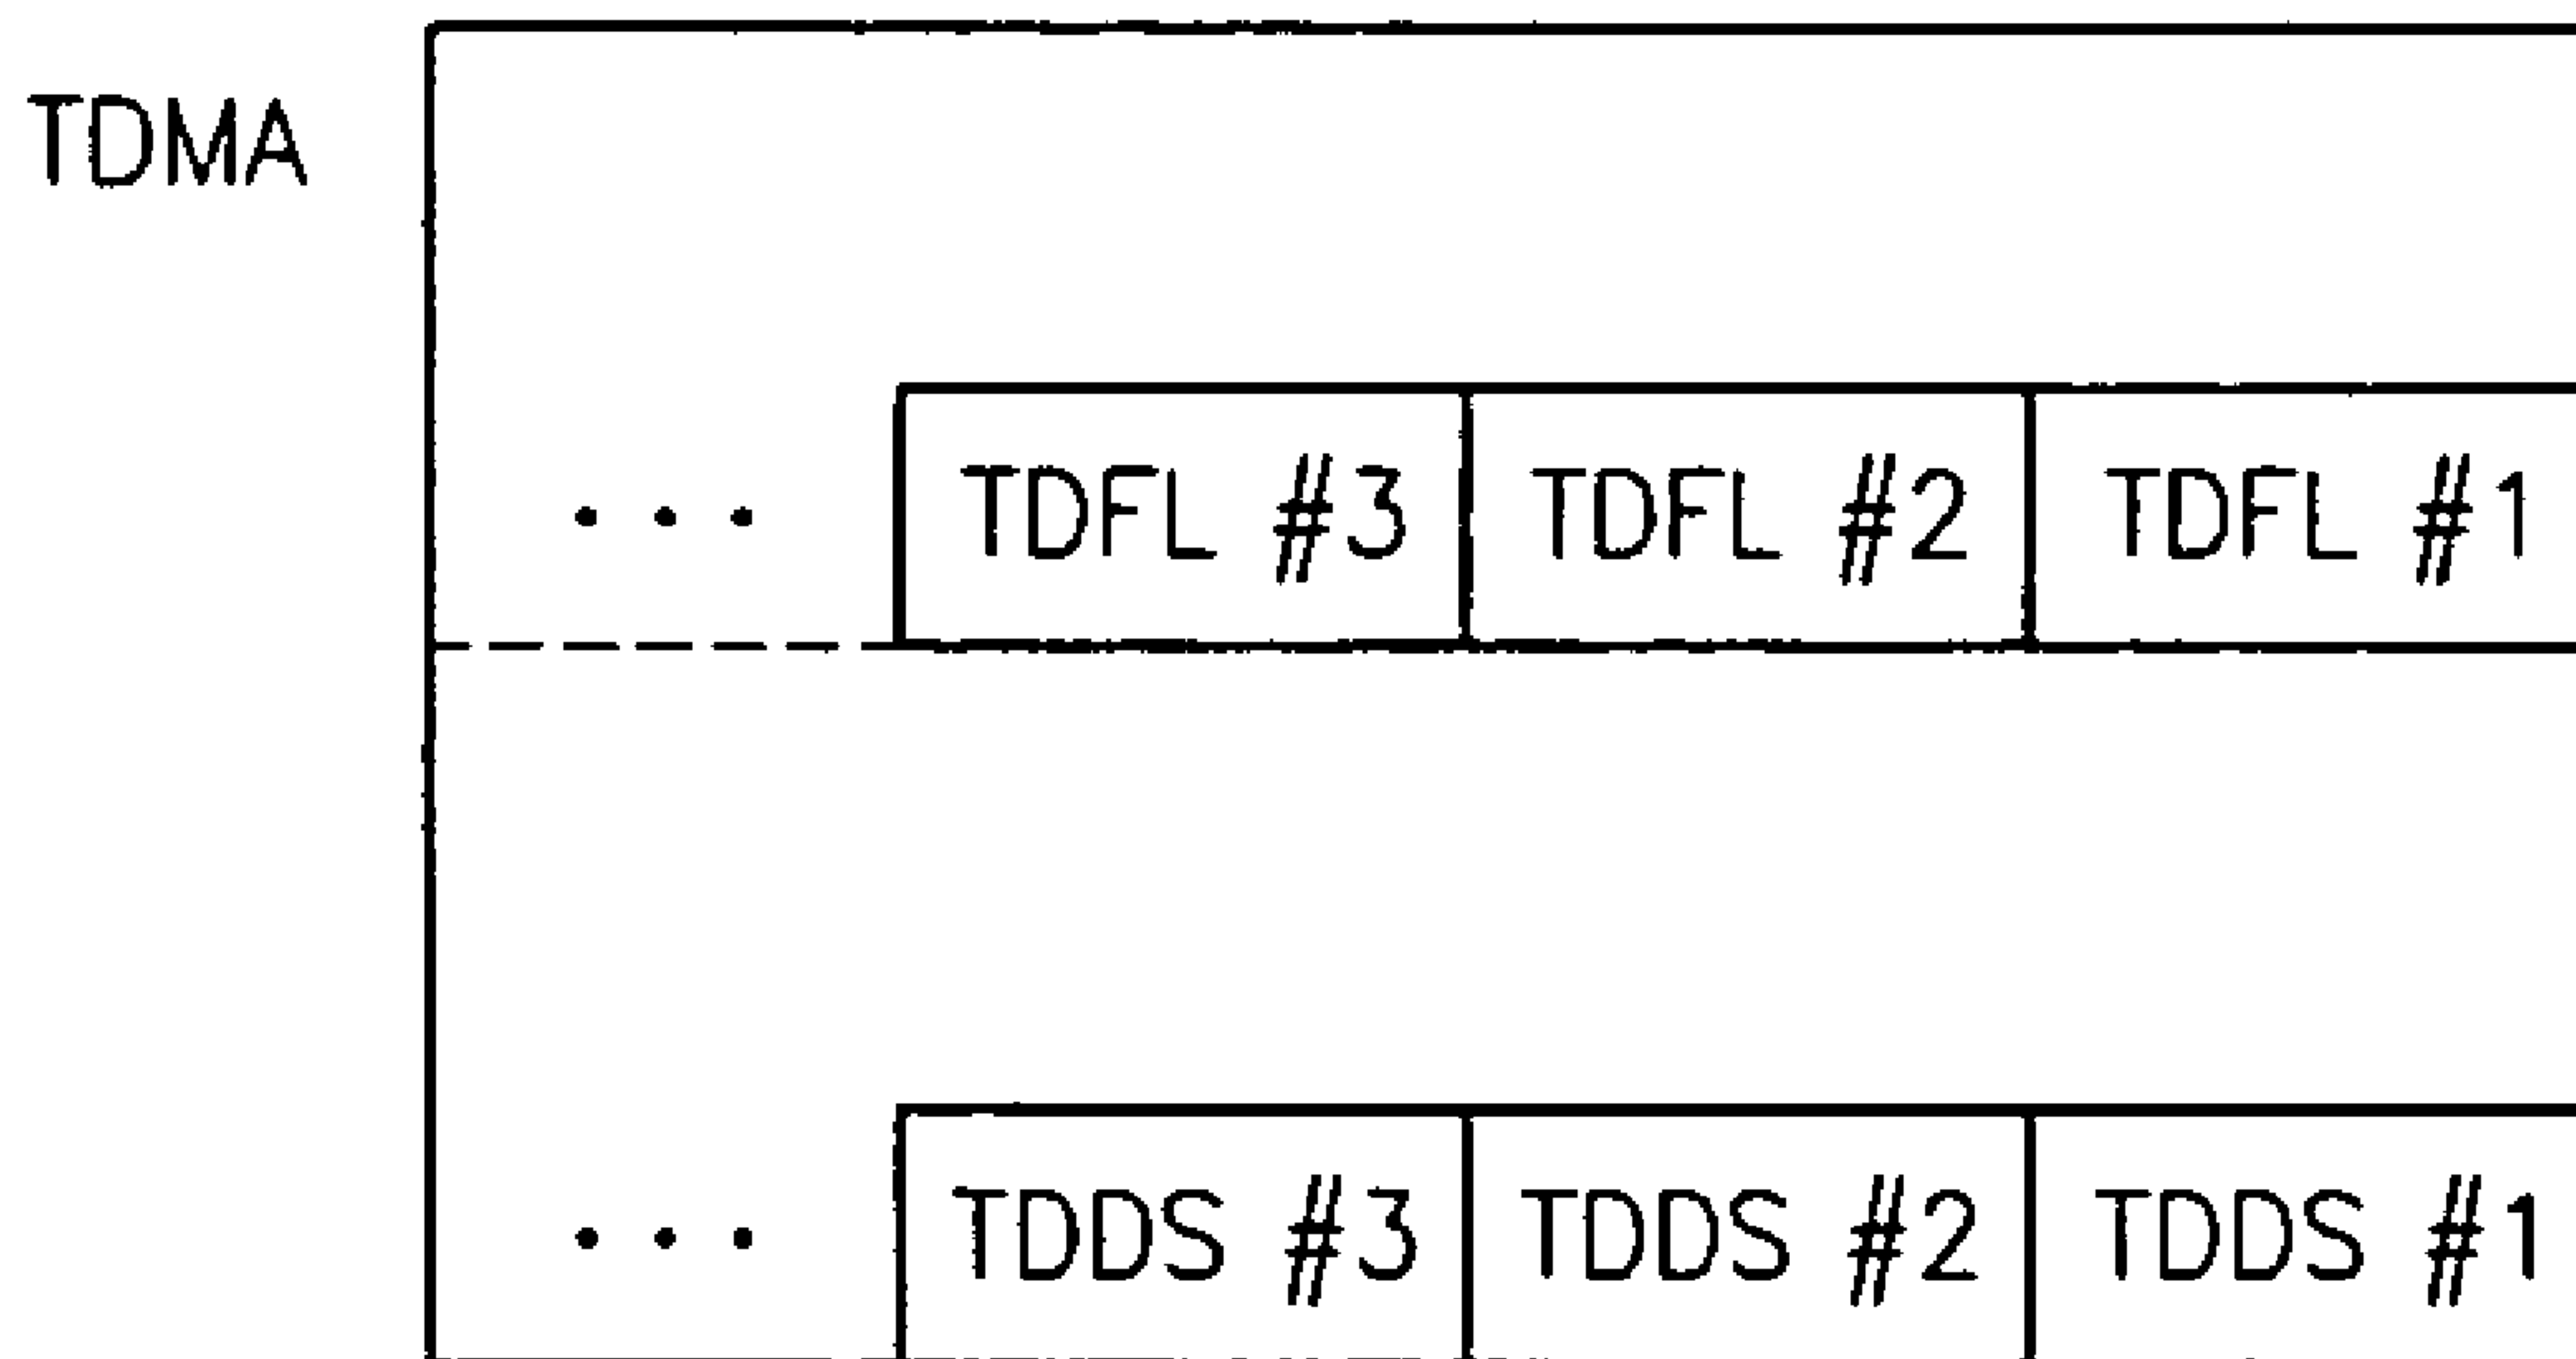 TDMA
... TDFL #3 TDFL #2 TDFL #1
... TDDS #3 TDDS #2 TDDS #1